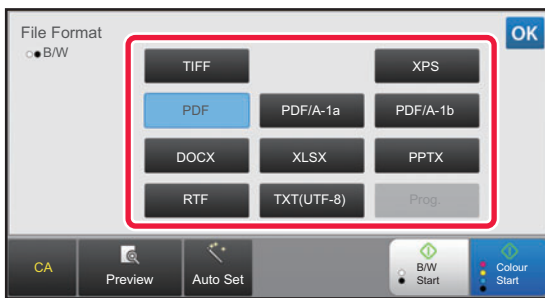 File Format
OK
B/W
TIFF XPS
PDF PDF/A-1a PDF/A-1b
DOCX XLSX PPTX
RTF TXT(UTF-8) Prog.
CA Preview Auto Set
B/W
Start
Colour
Start